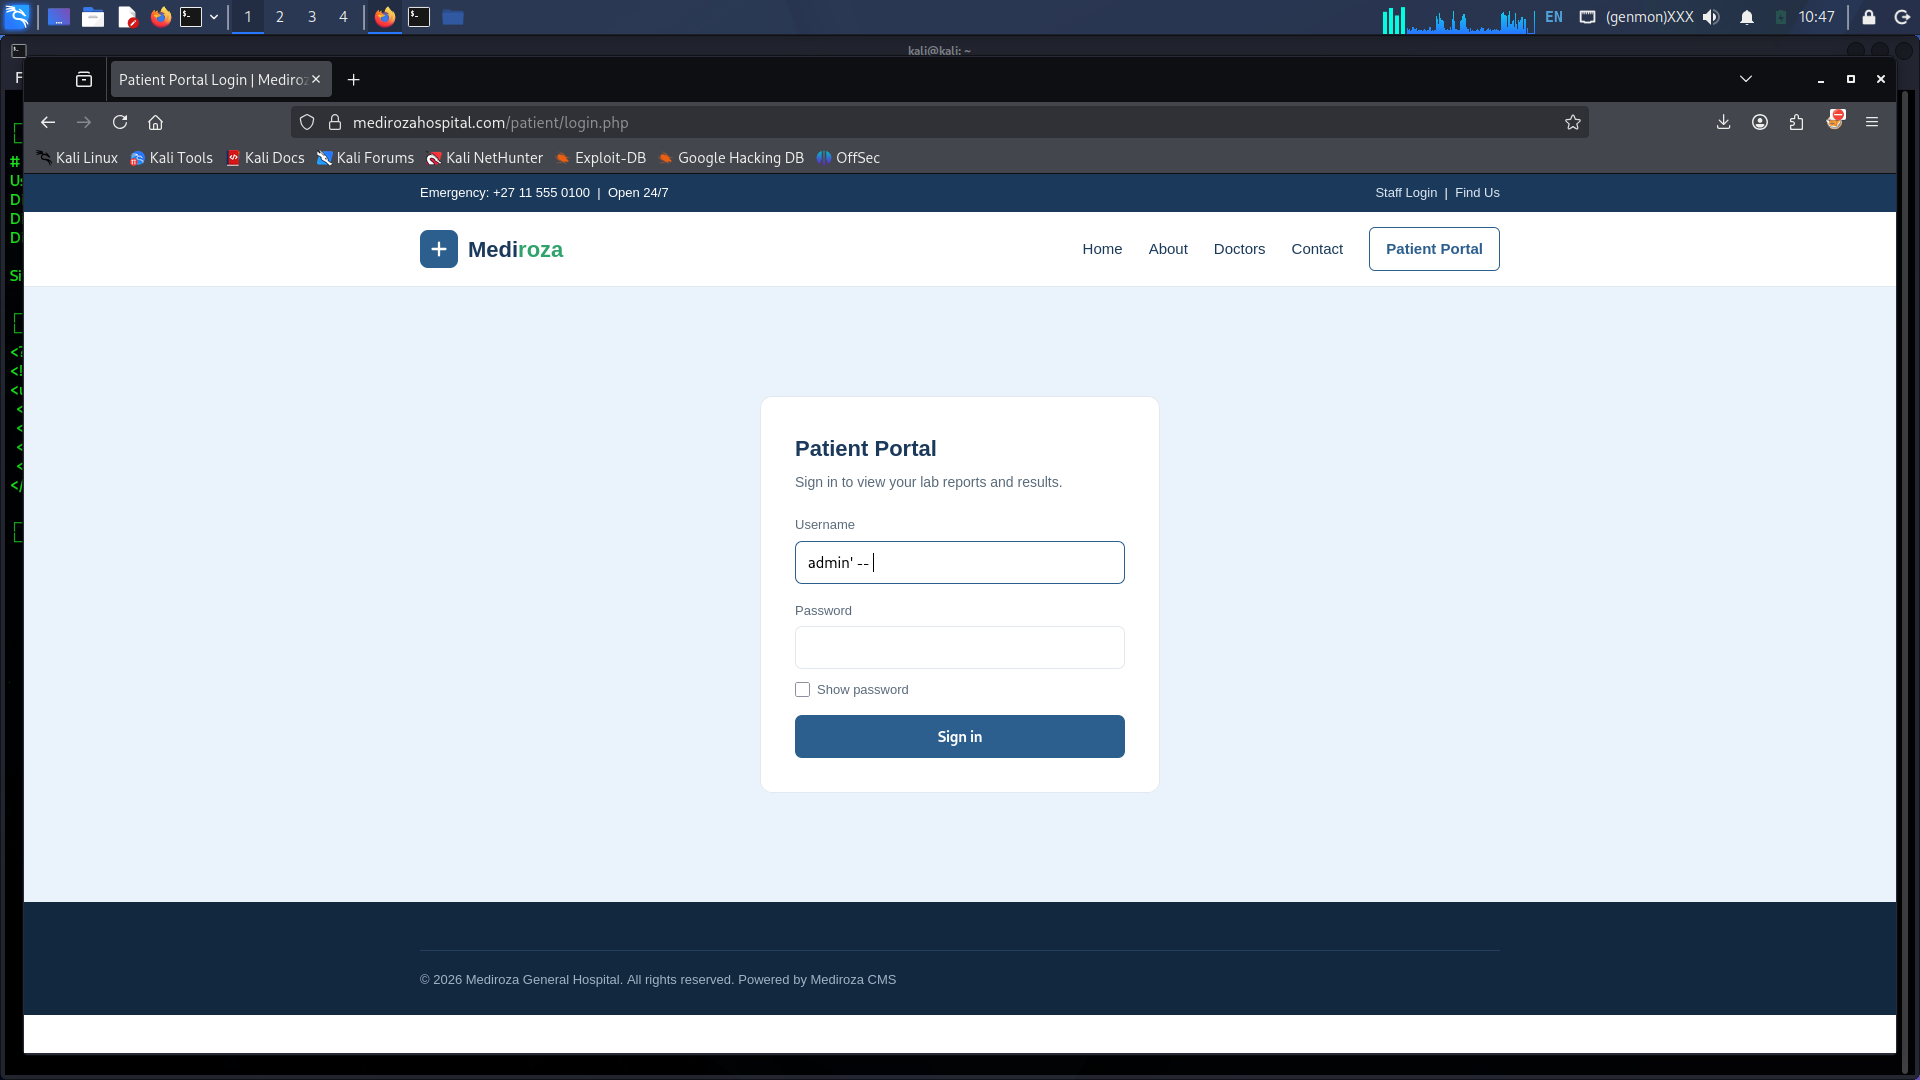 1 2 3 4 EN (genmon)XXX 10:47
kali@kali: ~
F
Patient Portal Login | Mediroz
medirozahospital.com/patient/login.php
Kali Linux Kali Tools Kali Docs Kali Forums Kali NetHunter Exploit-DB Google Hacking DB OffSec
Emergency: +27 11 555 0100 | Open 24/7 Staff Login | Find Us
Mediroza Home About Doctors Contact Patient Portal
#
Us
D
D
D
Si
<?
<!
<u
<
<
<
<
</
Patient Portal
Sign in to view your lab reports and results.
Username
admin' --
Password
Show password
Sign in
© 2026 Mediroza General Hospital. All rights reserved. Powered by Mediroza CMS